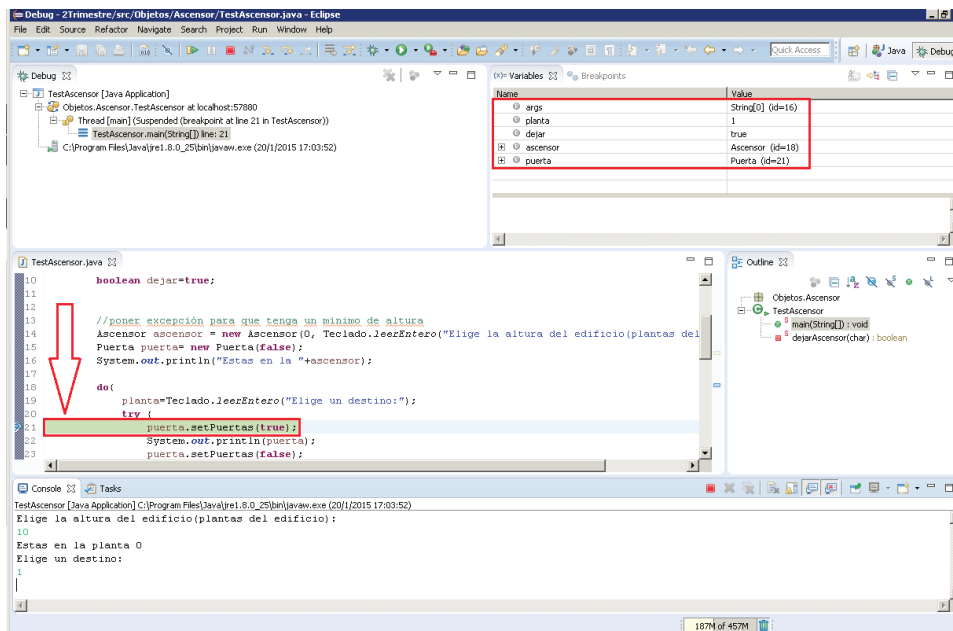 Debug - 2Trimestre/src/Objetos/Ascensor/TestAscensor.java - Eclipse
File Edit Source Refactor Navigate Search Project Run Window Help
Quick Access
Java
Debug
Debug
TestAscensor [Java Application]
Objetos.Ascensor.TestAscensor at localhost:57880
Thread [main] (Suspended (breakpoint at line 21 in TestAscensor))
TestAscensor.main(String[]) line: 21
C:\Program Files\Java\jre1.8.0_25\bin\javaw.exe (20/1/2015 17:03:52)
(x)= Variables Breakpoints
Name Value
args String[0] (id=16)
planta 1
dejar true
ascensor Ascensor (id=18)
puerta Puerta (id=21)
TestAscensor.java
10 boolean dejar=true;
11
12
13 //poner excepción para que tenga un minimo de altura
14 Ascensor ascensor = new Ascensor(0, Teclado.leerEntero("Elige la altura del edificio(plantas del
15 Puerta puerta= new Puerta(false);
16 System.out.println("Estas en la "+ascensor);
17
18 do{
19 planta=Teclado.leerEntero("Elige un destino:");
20 try {
21 puerta.setPuertas(true);
22 System.out.println(puerta);
23 puerta.setPuertas(false);
Outline
Objetos.Ascensor
TestAscensor
main(String[]) : void
dejarAscensor(char) : boolean
Console Tasks
TestAscensor [Java Application] C:\Program Files\Java\jre1.8.0_25\bin\javaw.exe (20/1/2015 17:03:52)
Elige la altura del edificio(plantas del edificio):
10
Estas en la planta 0
Elige un destino:
1
187M of 457M